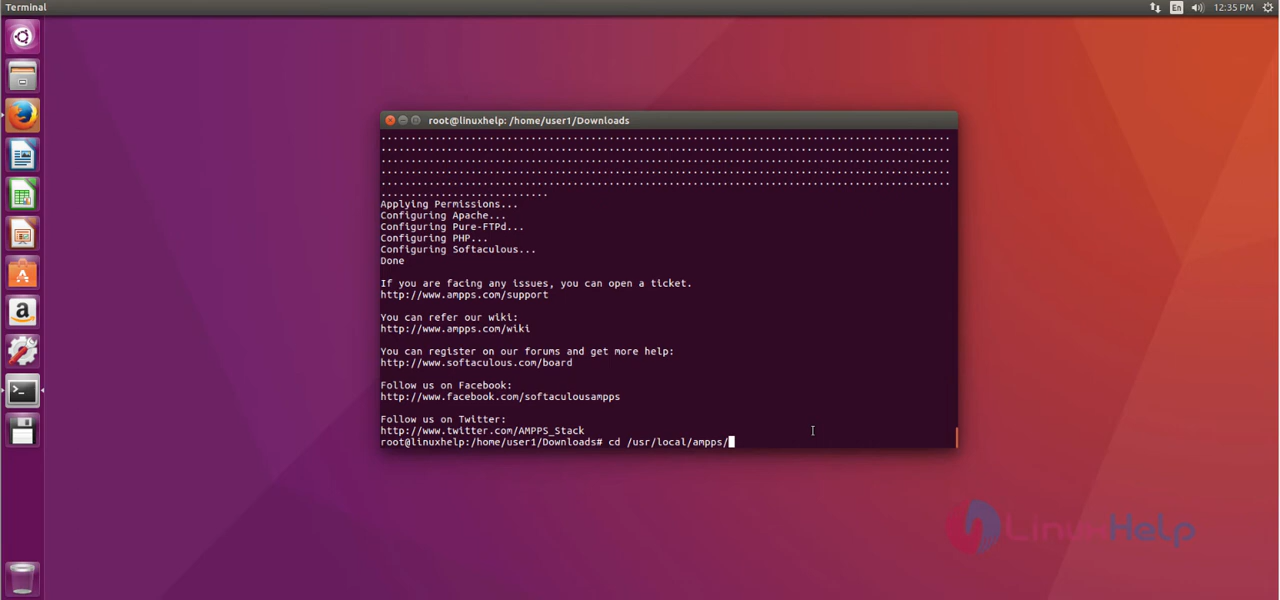 Terminal
En
12:35 PM
root@linuxhelp: /home/user1/Downloads
Applying Permissions...
Configuring Apache...
Configuring Pure-FTPd...
Configuring PHP...
Configuring Softaculous...
Done
If you are facing any issues, you can open a ticket.
http://www.ampps.com/support
You can refer our wiki:
http://www.ampps.com/wiki
You can register on our forums and get more help:
http://www.softaculous.com/board
Follow us on Facebook:
http://www.facebook.com/softaculousampps
Follow us on Twitter:
http://www.twitter.com/AMPPS_Stack
root@linuxhelp:/home/user1/Downloads# cd /usr/local/ampps/
LinuxHelp